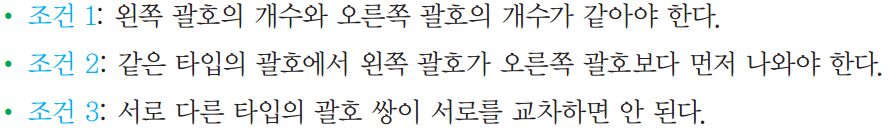 • 조건 1: 왼쪽 괄호의 개수와 오른쪽 괄호의 개수가 같아야 한다.
• 조건 2: 같은 타입의 괄호에서 왼쪽 괄호가 오른쪽 괄호보다 먼저 나와야 한다.
• 조건 3: 서로 다른 타입의 괄호 쌍이 서로를 교차하면 안 된다.